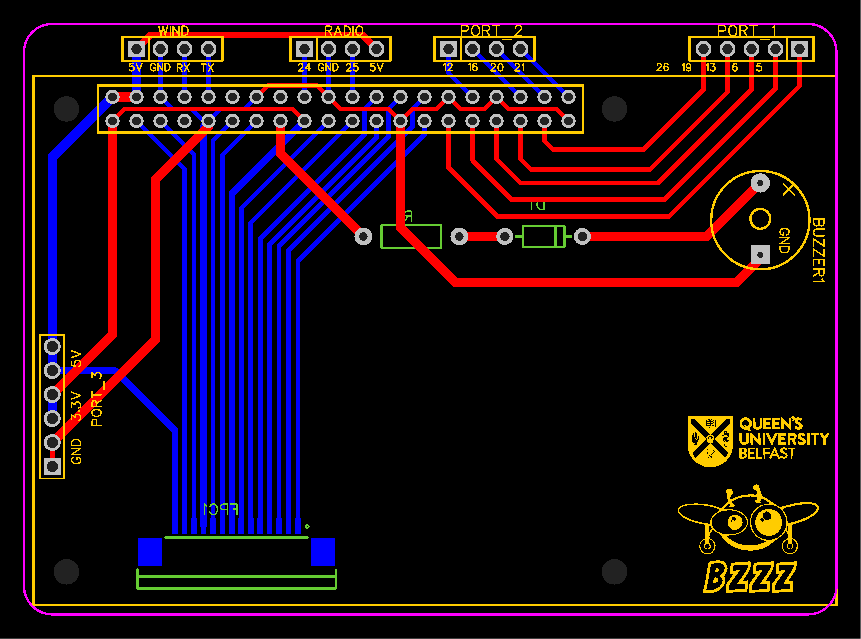 WIND RADIO PORT_2 PORT_1
5V GND RX TX 24 GND 25 5V 12 16 20 21 26 19 13 6 5
R
D1
+
GND
BUZZER1
5V
3.3V
GND
PORT_3
QUEEN'S
UNIVERSITY
BELFAST
FPC1
BZZZ